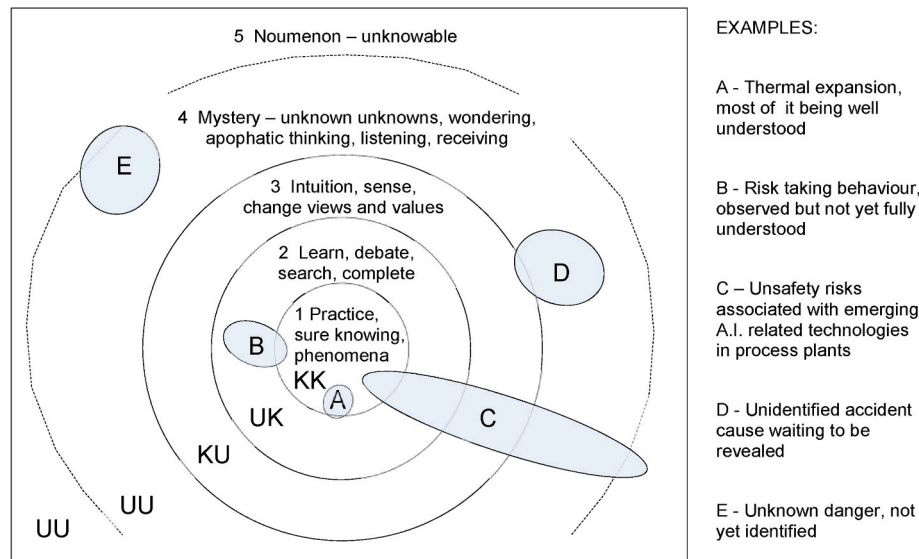 5 Noumenon – unknowable
4 Mystery – unknown unknowns, wondering,
apophatic thinking, listening, receiving
E
3 Intuition, sense,
change views and values
2 Learn, debate,
search, complete
D
1 Practice,
sure knowing,
phenomena
B
KK
A
UK
C
KU
UU
UU
EXAMPLES:
A - Thermal expansion,
most of it being well
understood
B - Risk taking behaviour,
observed but not yet fully
understood
C – Unsafety risks
associated with emerging
A.I. related technologies
in process plants
D - Unidentified accident
cause waiting to be
revealed
E - Unknown danger, not
yet identified